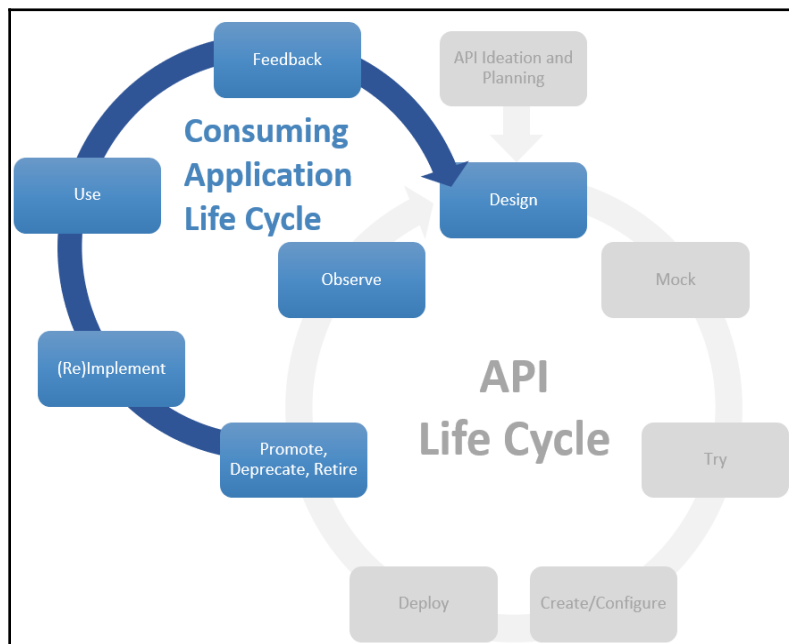 Feedback
API Ideation and
Planning
Consuming
Application
Life Cycle
Use
Design
Observe
Mock
(Re)Implement
API
Life Cycle
Promote,
Deprecate, Retire
Try
Deploy
Create/Configure